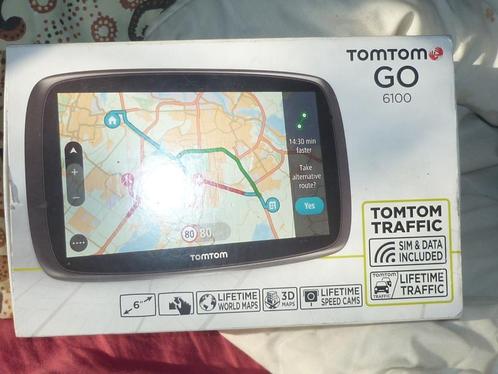 TOMTOM
GO
6100
14:30 min
faster
Take
alternative
route?
Yes
80 80
TOMTOM
TOMTOM
TRAFFIC
SIM & DATA
INCLUDED
TOMTOM
TRAFFIC
LIFETIME
TRAFFIC
6"
LIFETIME
WORLD MAPS
3D
MAPS
LIFETIME
SPEED CAMS